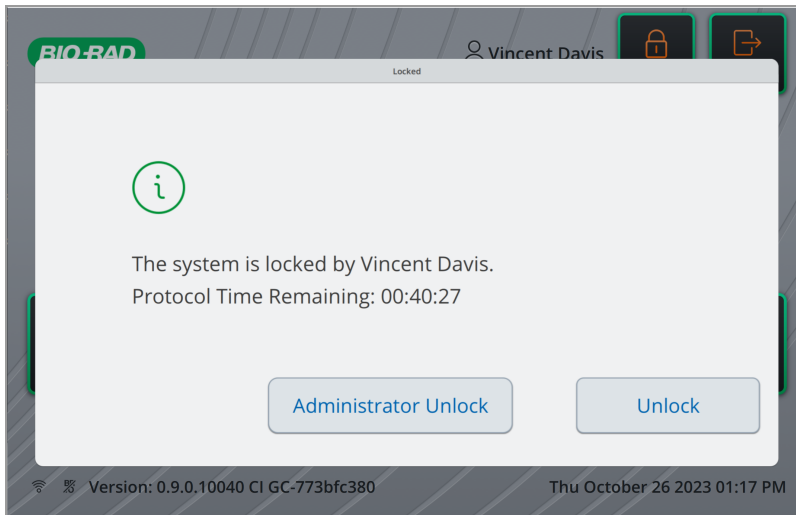 BIO-RAD
Vincent Davis
Locked
The system is locked by Vincent Davis.
Protocol Time Remaining: 00:40:27
Administrator Unlock
Unlock
Version: 0.9.0.10040 CI GC-773bfc380
Thu October 26 2023 01:17 PM